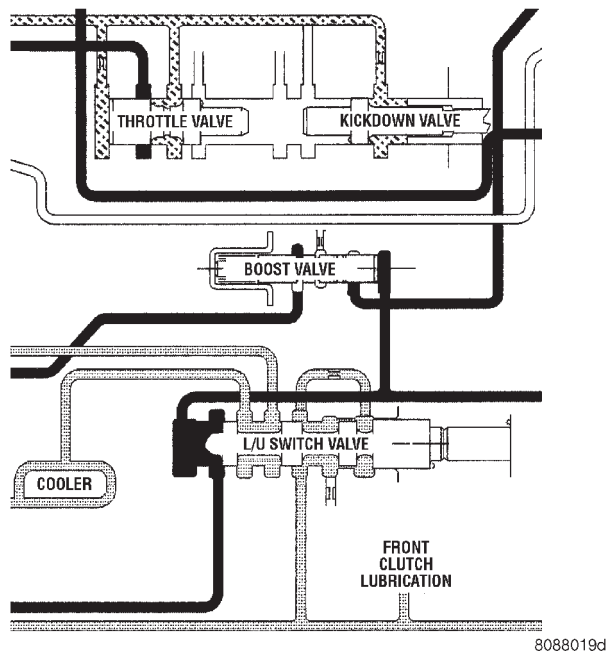 THROTTLE VALVE
KICKDOWN VALVE
BOOST VALVE
L/U SWITCH VALVE
COOLER
FRONT
CLUTCH
LUBRICATION
8088019d